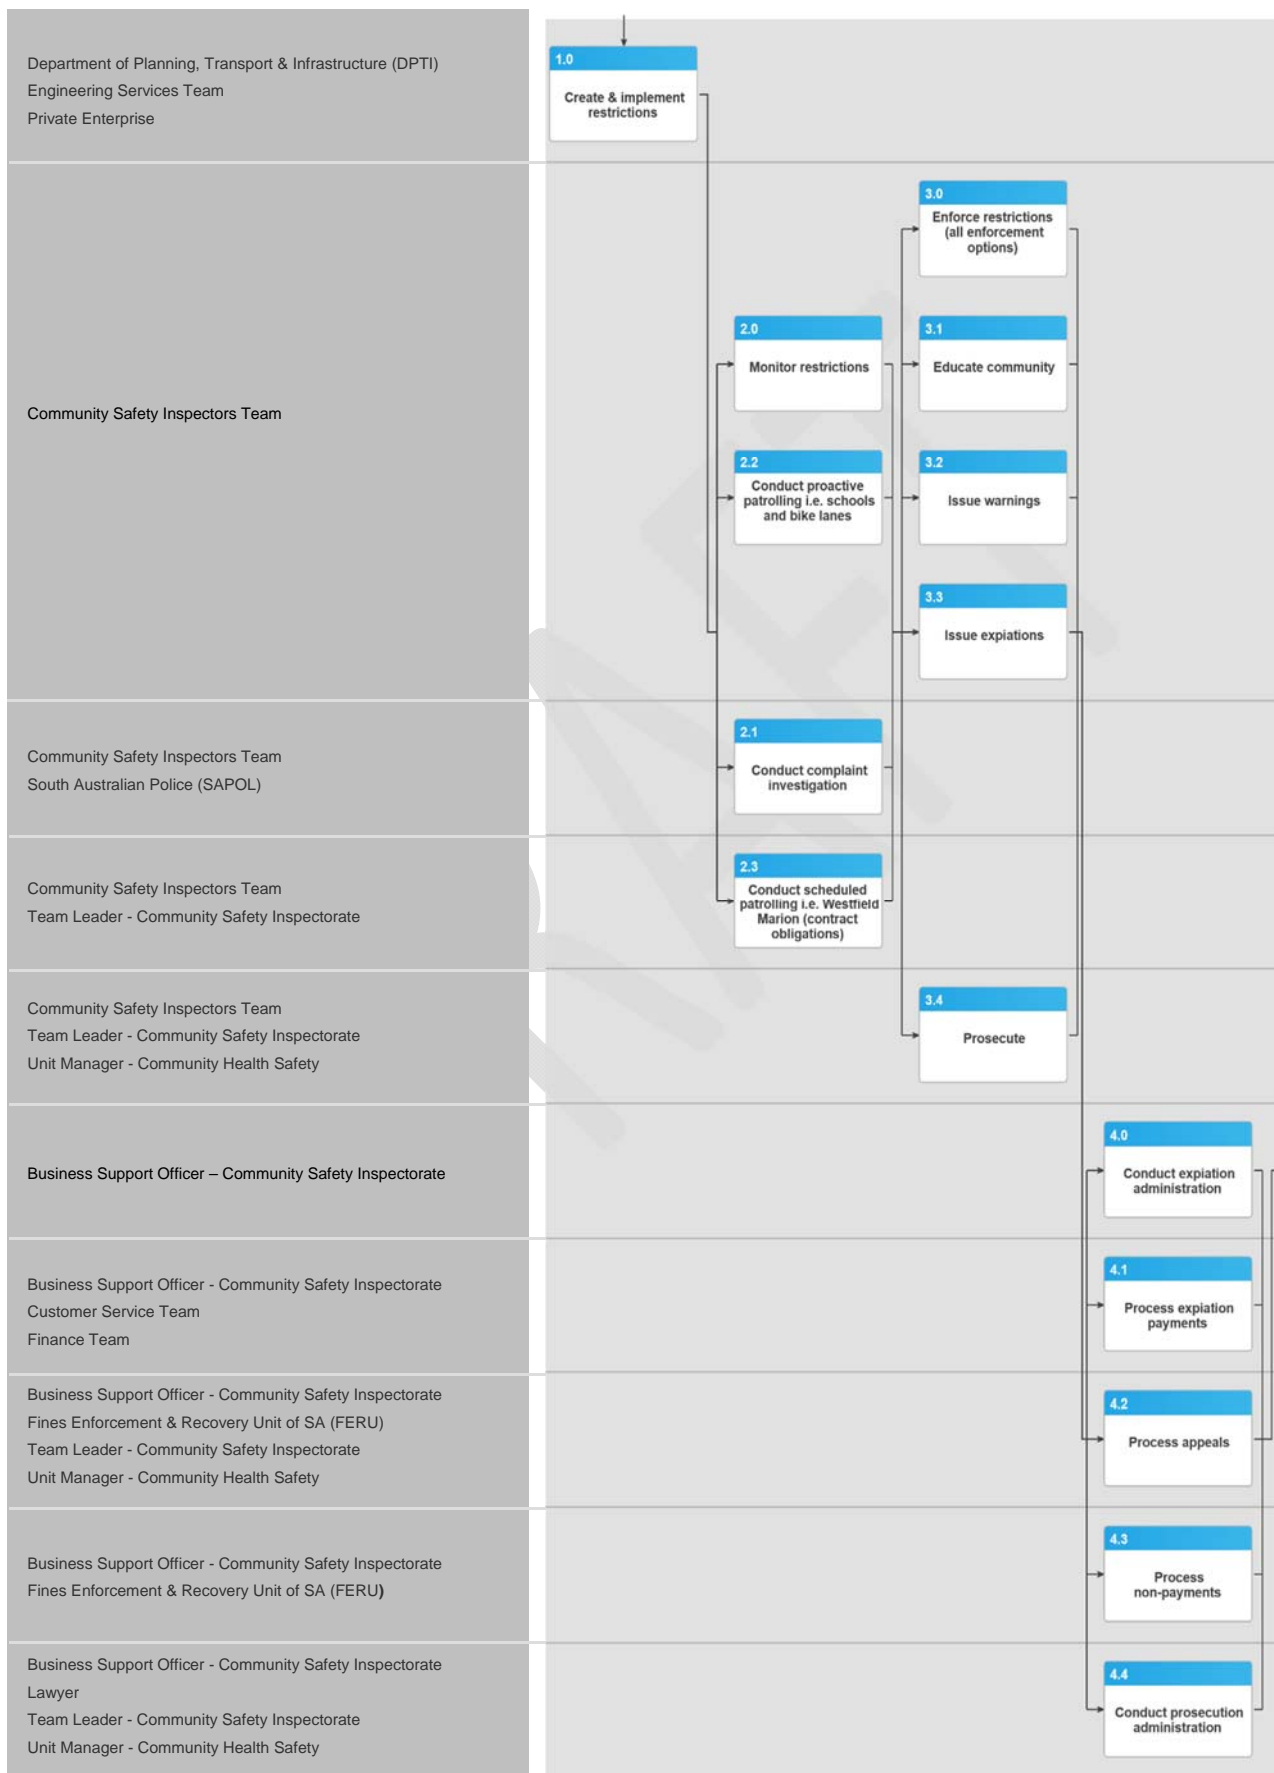 Department of Planning, Transport & Infrastructure (DPTI)
Engineering Services Team
Private Enterprise
1.0
Create & implement
restrictions
Community Safety Inspectors Team
3.0
Enforce restrictions
(all enforcement
options)
2.0
Monitor restrictions
3.1
Educate community
2.2
Conduct proactive
patrolling i.e. schools
and bike lanes
3.2
Issue warnings
3.3
Issue expiations
Community Safety Inspectors Team
South Australian Police (SAPOL)
2.1
Conduct complaint
investigation
Community Safety Inspectors Team
Team Leader - Community Safety Inspectorate
2.3
Conduct scheduled
patrolling i.e. Westfield
Marion (contract
obligations)
Community Safety Inspectors Team
Team Leader - Community Safety Inspectorate
Unit Manager - Community Health Safety
3.4
Prosecute
Business Support Officer – Community Safety Inspectorate
4.0
Conduct expiation
administration
Business Support Officer - Community Safety Inspectorate
Customer Service Team
Finance Team
4.1
Process expiation
payments
Business Support Officer - Community Safety Inspectorate
Fines Enforcement & Recovery Unit of SA (FERU)
Team Leader - Community Safety Inspectorate
Unit Manager - Community Health Safety
4.2
Process appeals
Business Support Officer - Community Safety Inspectorate
Fines Enforcement & Recovery Unit of SA (FERU)
4.3
Process
non-payments
Business Support Officer - Community Safety Inspectorate
Lawyer
Team Leader - Community Safety Inspectorate
Unit Manager - Community Health Safety
4.4
Conduct prosecution
administration
DRAFT